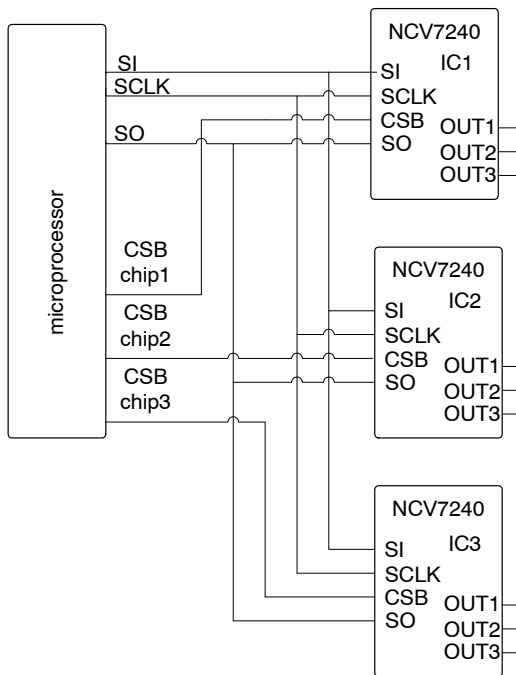 microprocessor
SI
SCLK
SO
CSB
chip1
CSB
chip2
CSB
chip3
NCV7240
IC1
SI
SCLK
CSB
SO
OUT1
OUT2
OUT3
NCV7240
IC2
SI
SCLK
CSB
SO
OUT1
OUT2
OUT3
NCV7240
IC3
SI
SCLK
CSB
SO
OUT1
OUT2
OUT3